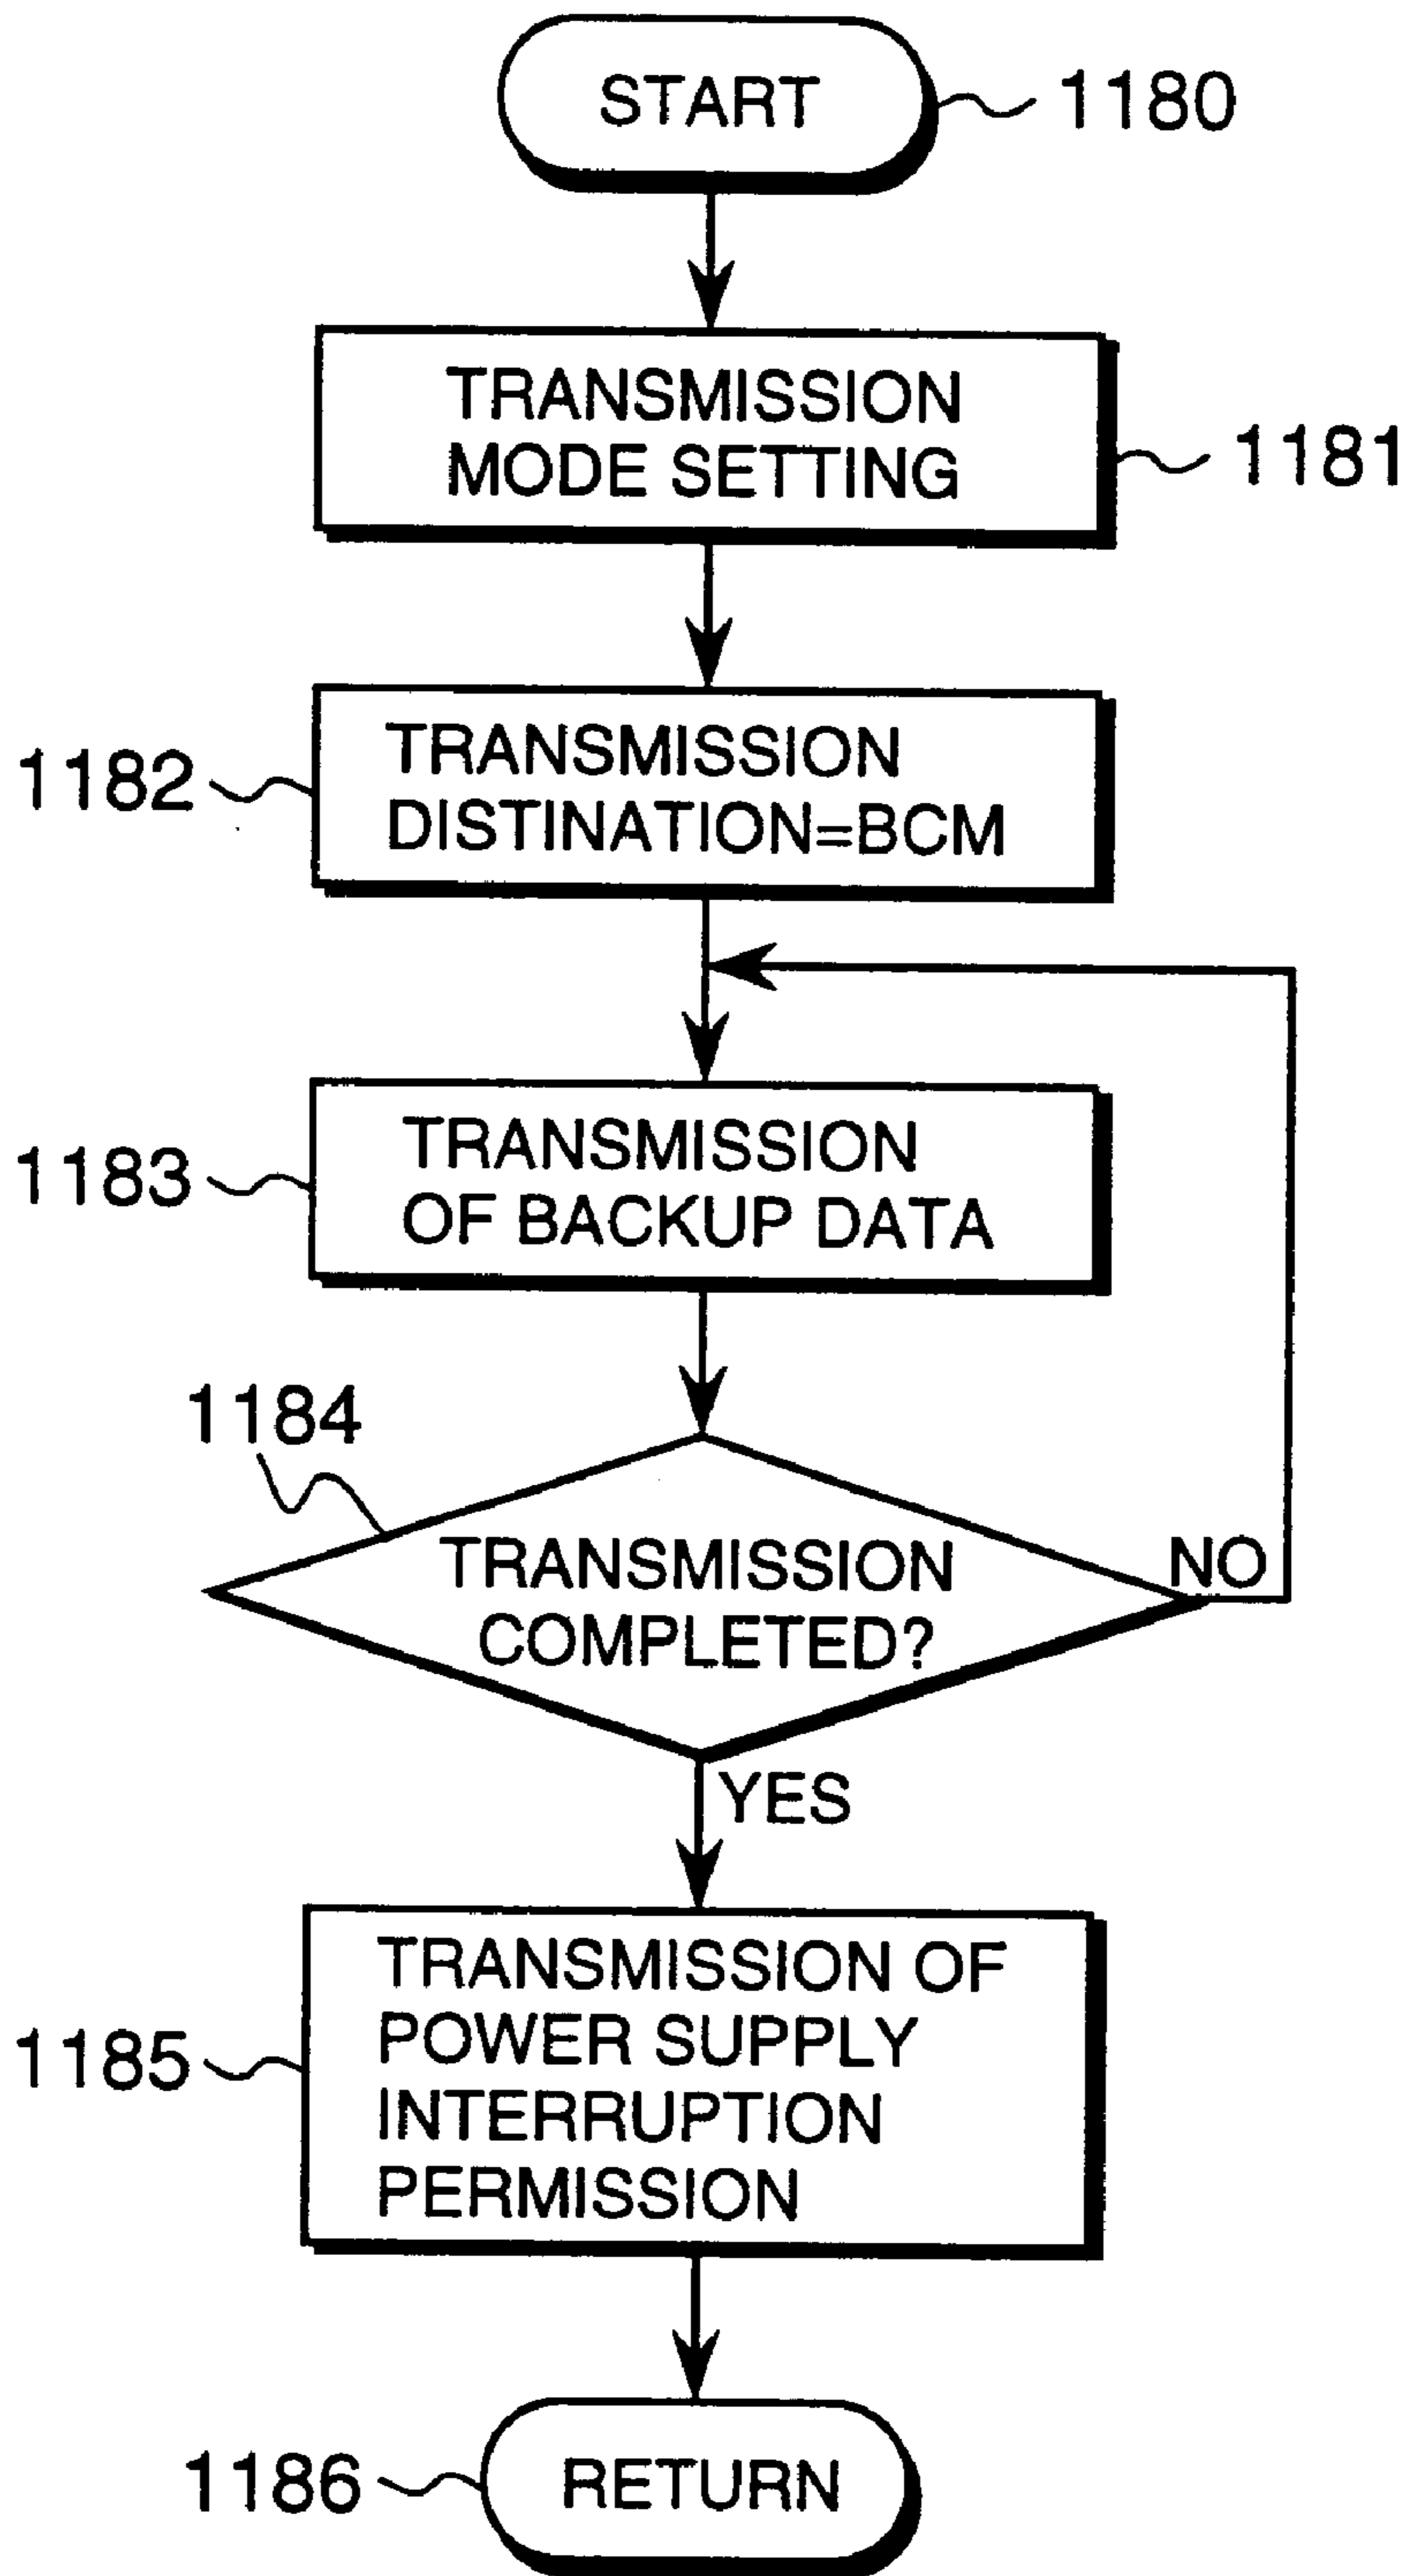 START
1180
TRANSMISSION
MODE SETTING
1181
1182
TRANSMISSION
DISTINATION=BCM
1183
TRANSMISSION
OF BACKUP DATA
1184
TRANSMISSION
COMPLETED?
NO
YES
1185
TRANSMISSION OF
POWER SUPPLY
INTERRUPTION
PERMISSION
1186
RETURN